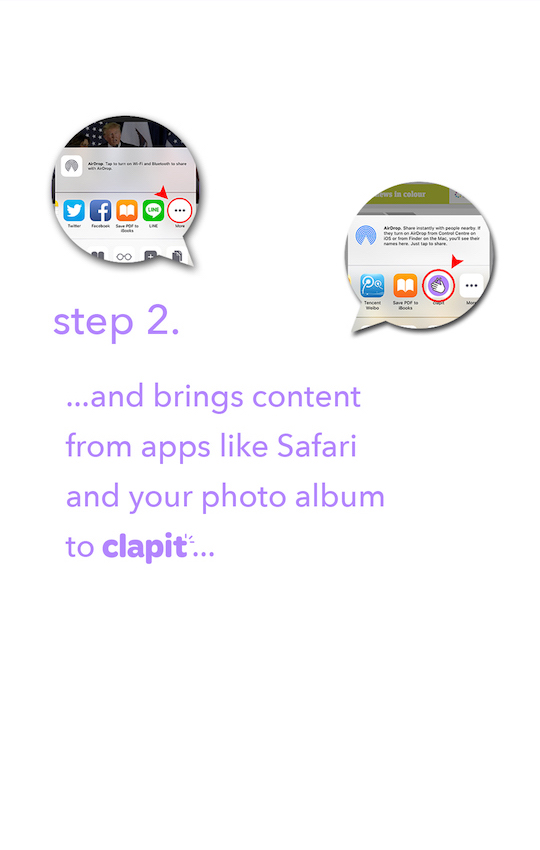 AirDrop. Tap to turn on Wi-Fi and Bluetooth to share
with AirDrop.
Twitter
Facebook
Save PDF to
iBooks
LINE
LINE
More
news in colour
AirDrop. Share instantly with people nearby. If
they turn on AirDrop from Control Centre on
iOS or from Finder on the Mac, you'll see their
names here. Just tap to share.
Tencent
Weibo
Save PDF to
iBooks
clapit
More
step 2.
...and brings content
from apps like Safari
and your photo album
to clapit...